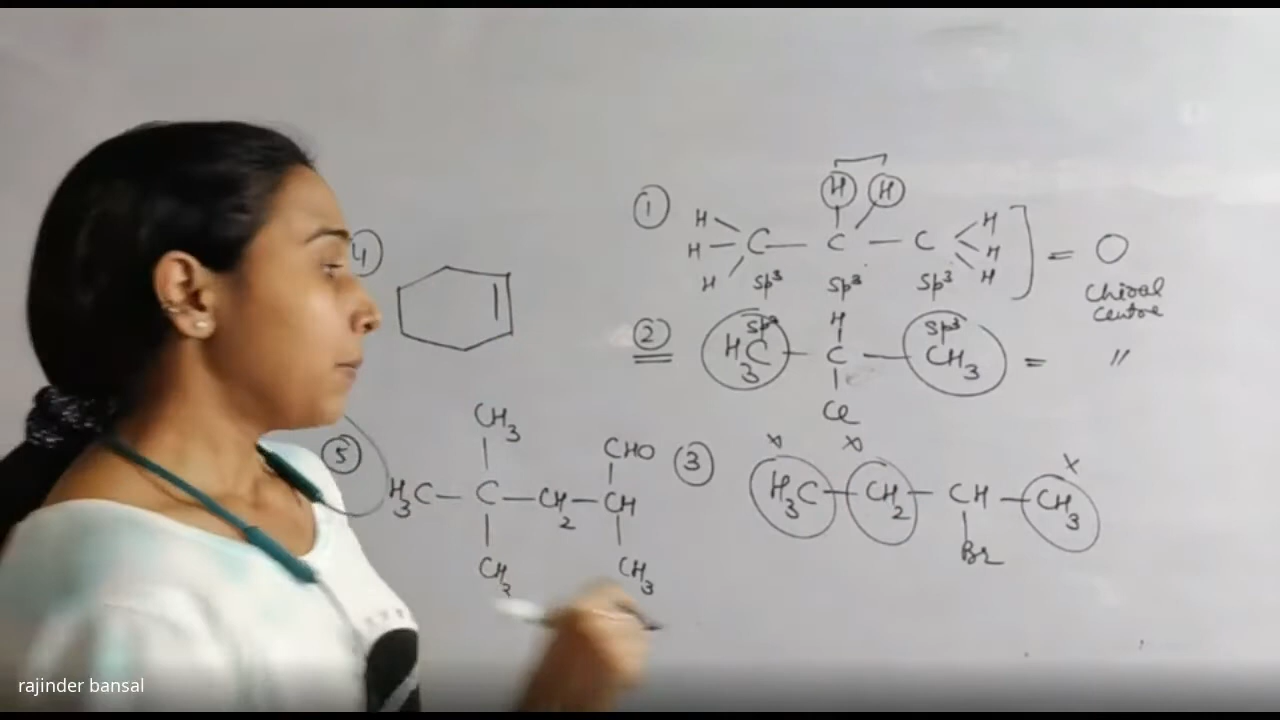 ① H H
H H
H — C — C — C H
H sp³ sp³ sp³ H
= O
Chiral
Centre
② sp³ H sp³
H₃C — C — CH₃ = "
Cl
③ x x x
H₃C — CH₂ — CH — CH₃
Br
④
⑤ CH₃ CHO
H₃C — C — CH₂ — CH
CH₃ CH₃
rajinder bansal